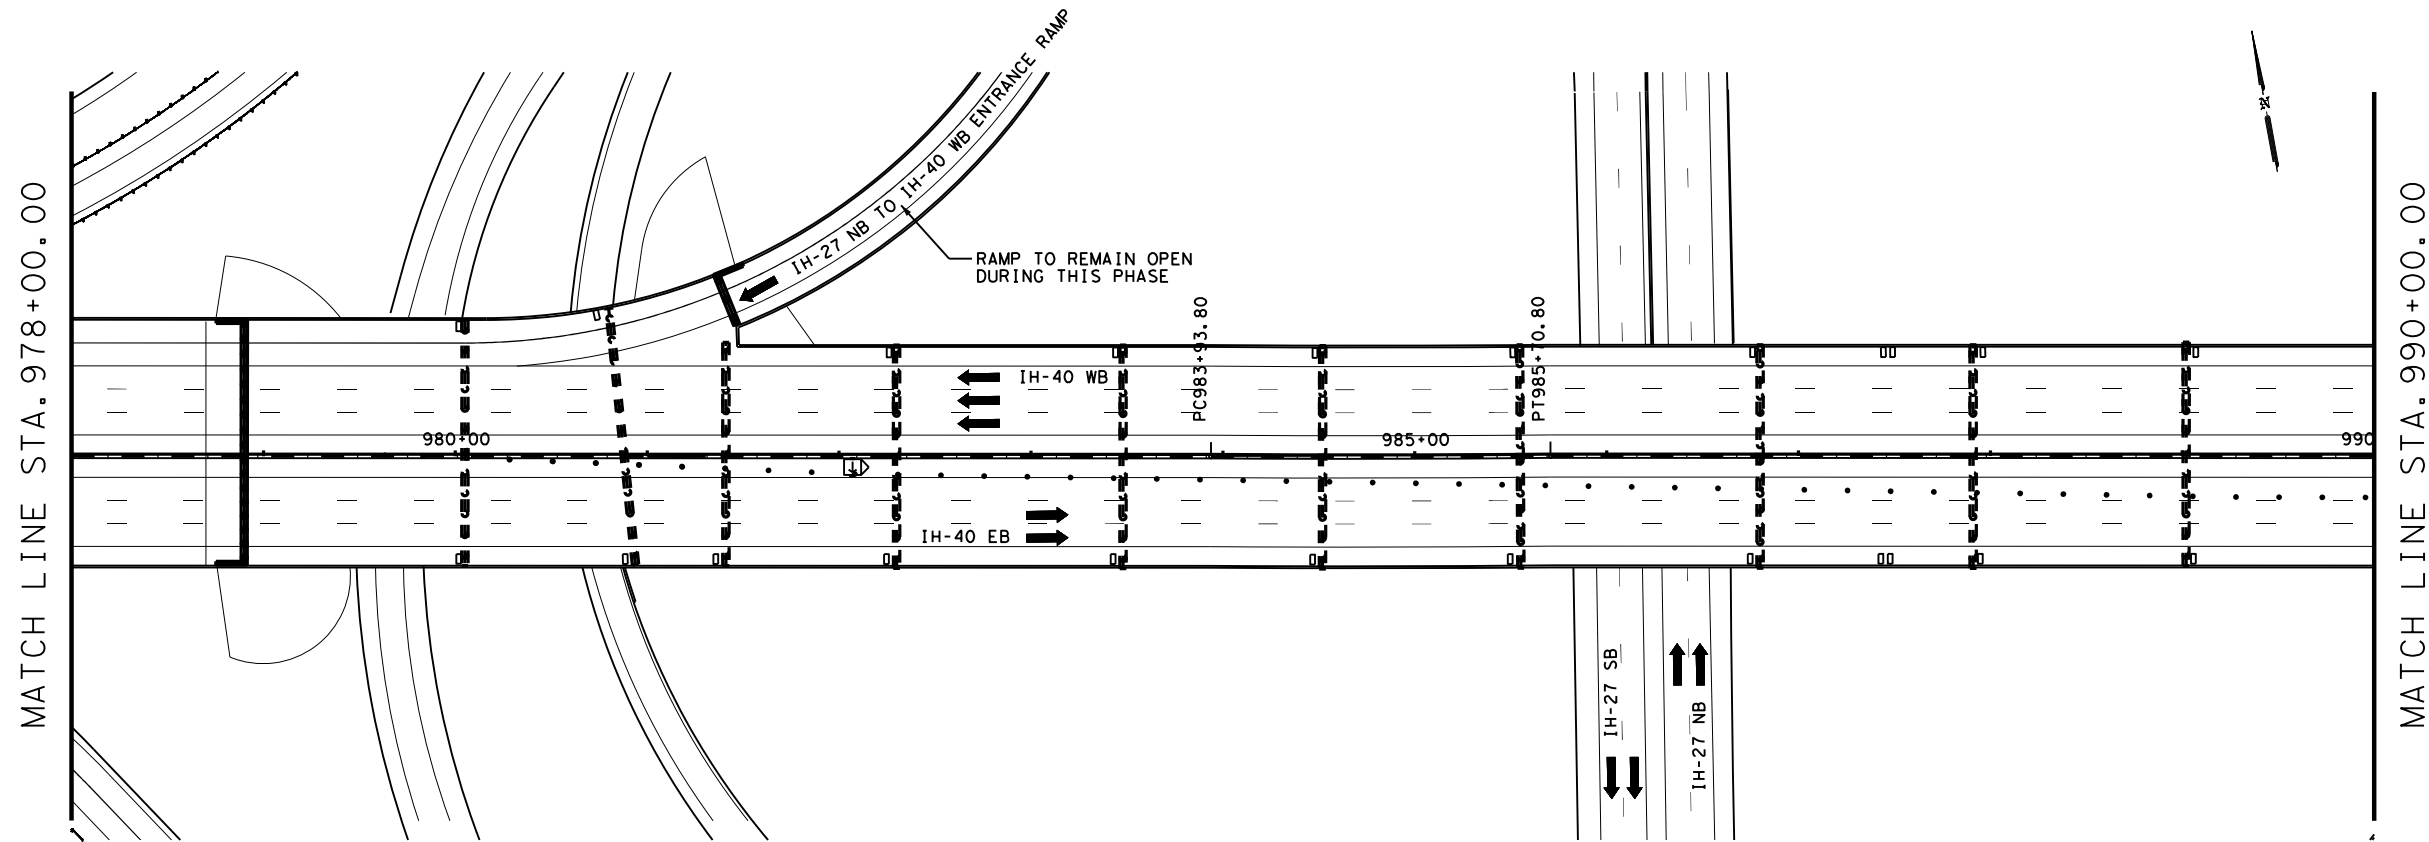 MATCH LINE STA.978+00.00
IH-27 NB TO IH-40 WB ENTRANCE RAMP
RAMP TO REMAIN OPEN
DURING THIS PHASE
PC983+93.80
PT985+70.80
IH-40 WB
980+00
985+00
990
IH-40 EB
IH-27 SB
IH-27 NB
MATCH LINE STA.990+00.00